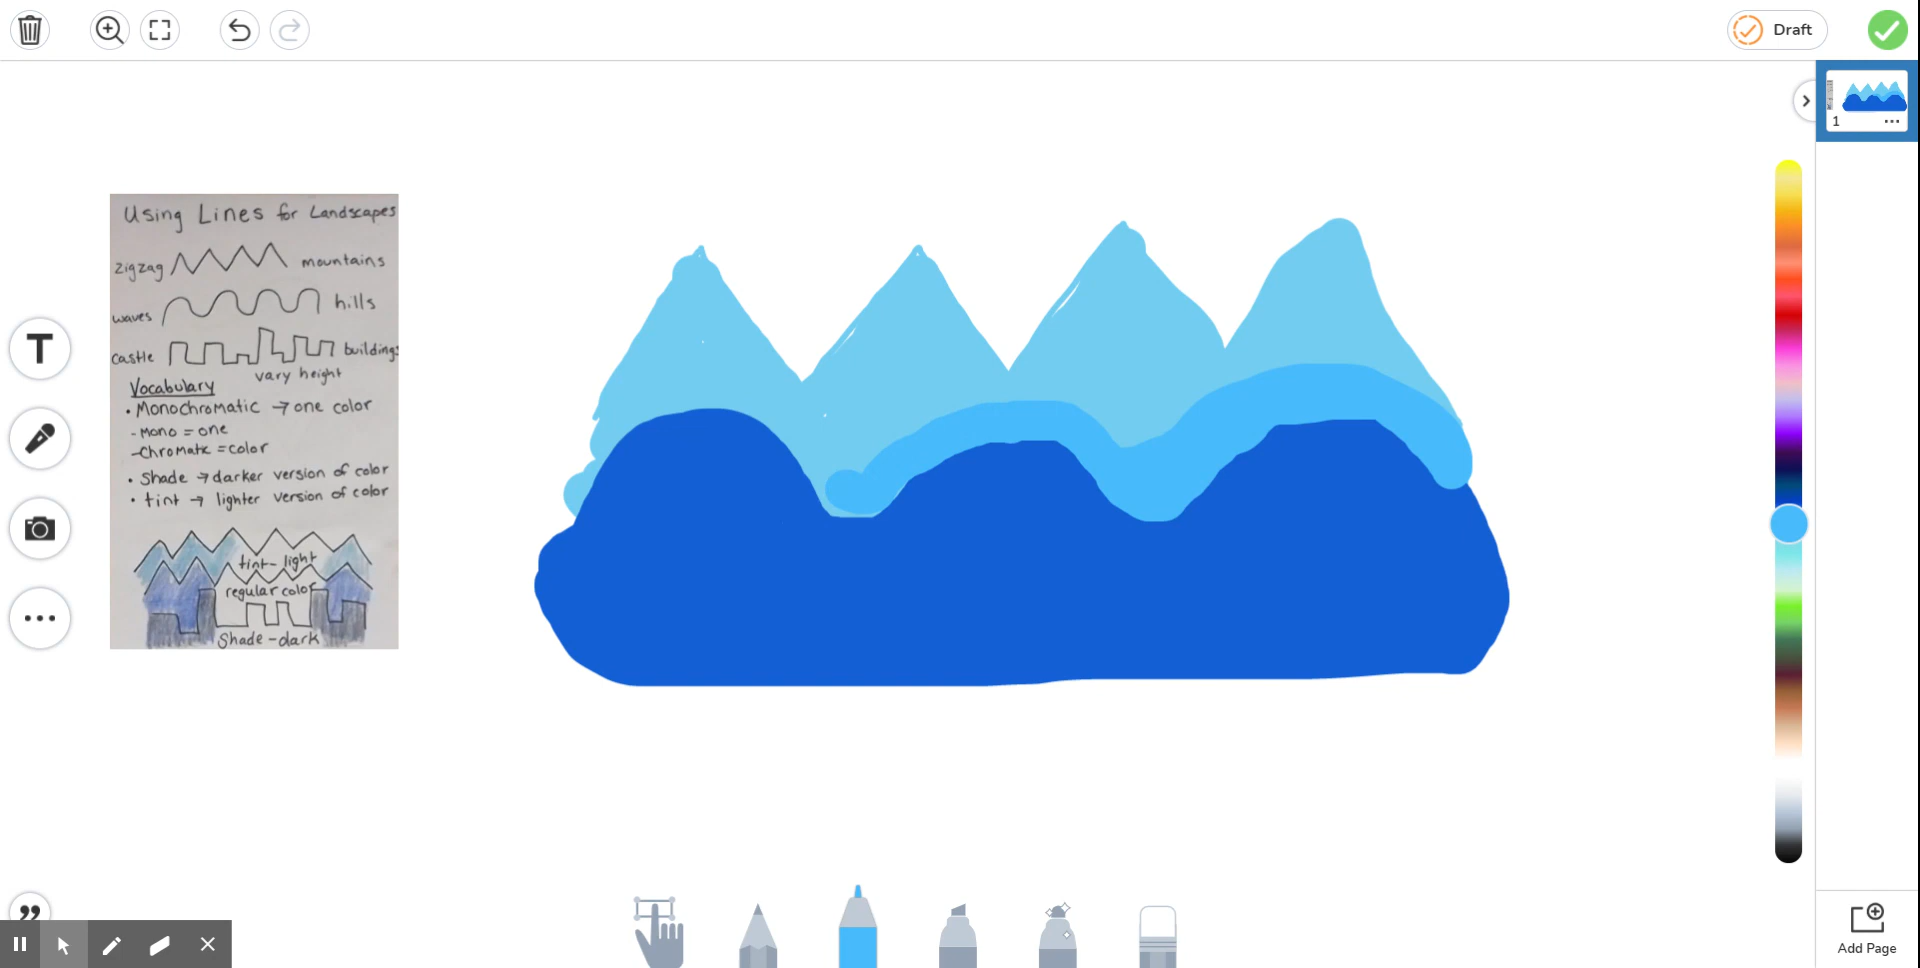 Draft
1
Using Lines for Landscapes
zigzag mountains
waves hills
castle buildings
vary height
Vocabulary
• Monochromatic → one color
- Mono = one
- Chromatic = color
• Shade → darker version of color
• tint → lighter version of color
tint - light
regular color
Shade - dark
T
Add Page